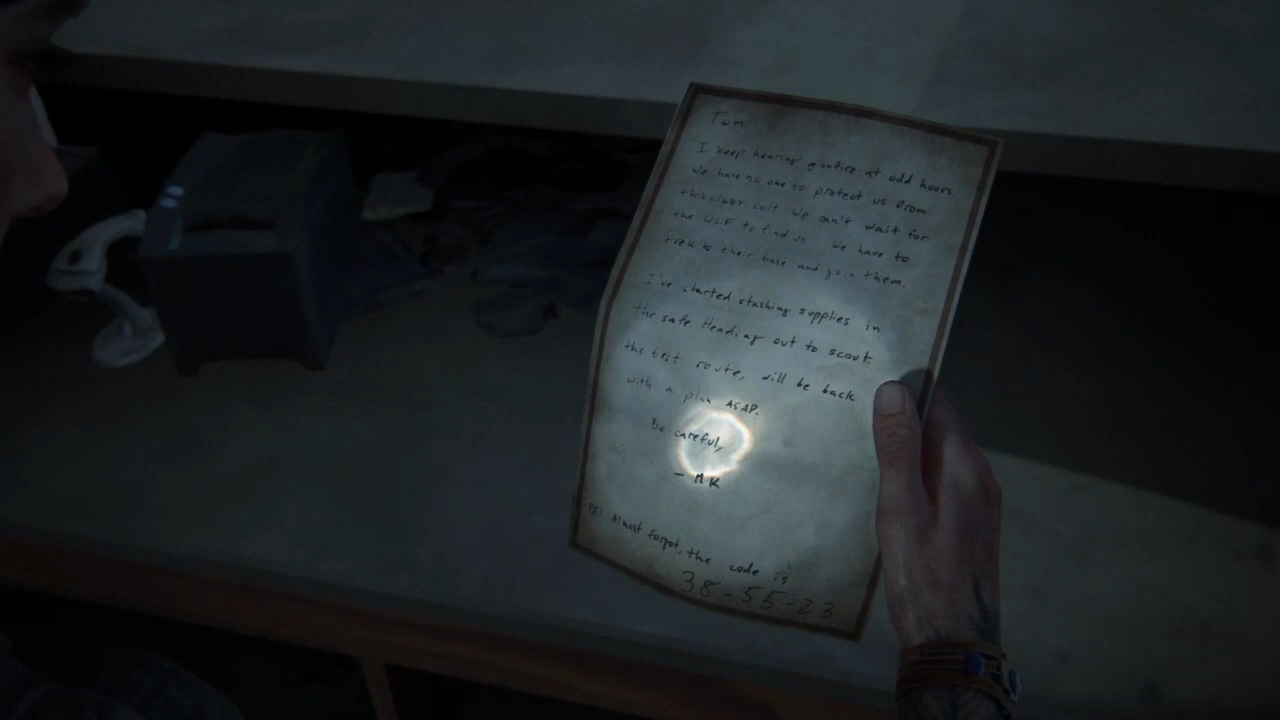 Tom
I keep hearing gunfire at odd hours.
We have no one to protect us from
this crazy cult. We can't wait for
the WLF to find us. We have to
trek to their base and join them.
I've started stashing supplies in
the safe. Heading out to scout
the best route, will be back
with a plan ASAP.
Be careful,
- MK
PS: Almost forgot, the code is
38-55-23